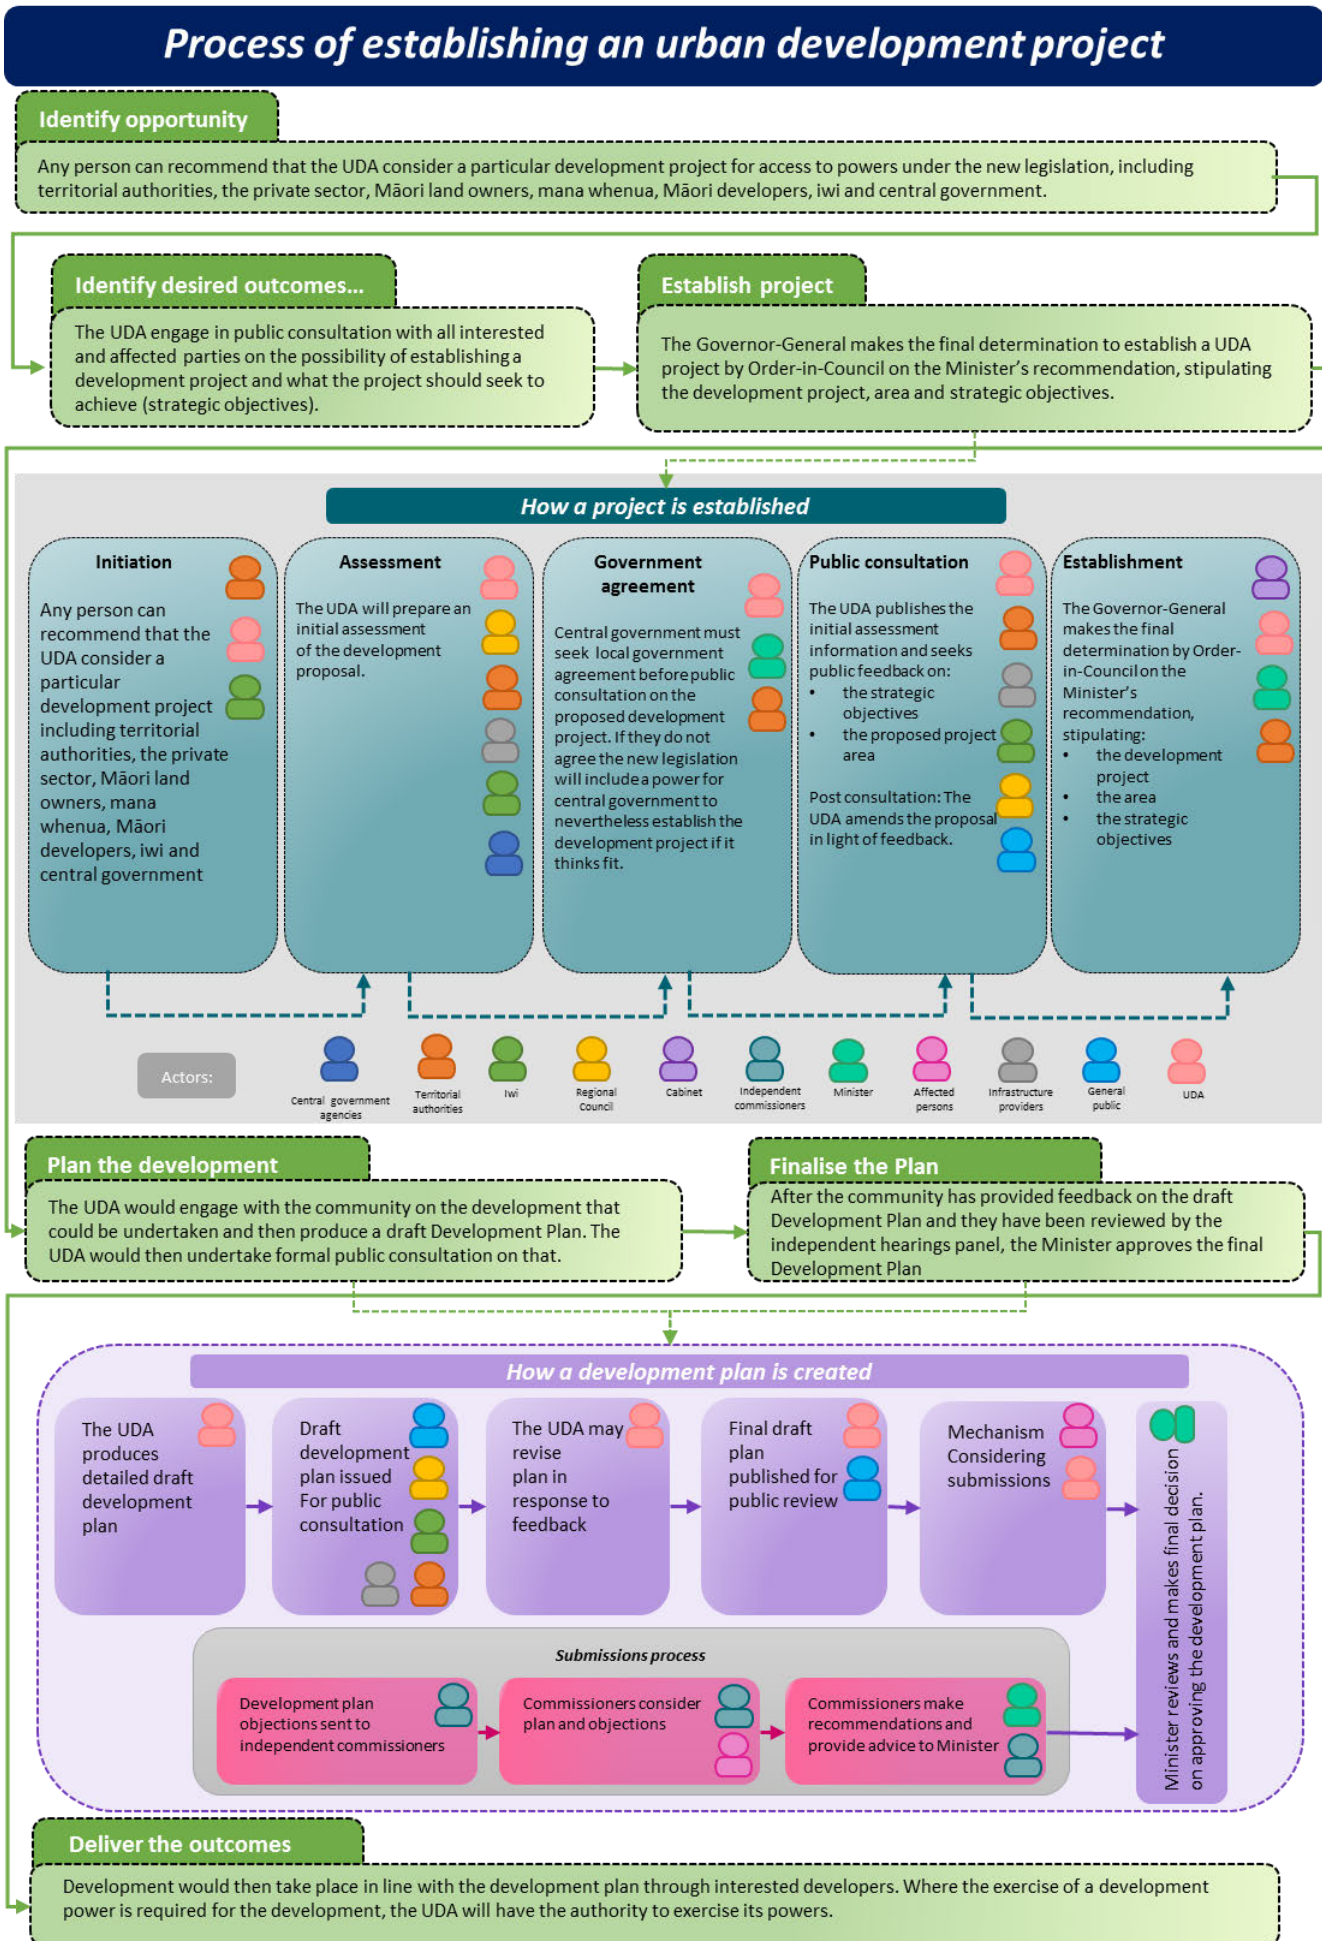 Process of establishing an urban development project
Identify opportunity
Any person can recommend that the UDA consider a particular development project for access to powers under the new legislation, including
territorial authorities, the private sector, Māori land owners, mana whenua, Māori developers, iwi and central government.
Identify desired outcomes...
The UDA engage in public consultation with all interested
and affected parties on the possibility of establishing a
development project and what the project should seek to
achieve (strategic objectives).
Establish project
The Governor-General makes the final determination to establish a UDA
project by Order-in-Council on the Minister's recommendation, stipulating
the development project, area and strategic objectives.
How a project is established
Initiation
Any person can
recommend that the
UDA consider a
particular
development project
including territorial
authorities, the private
sector, Māori land
owners, mana
whenua, Māori
developers, iwi and
central government
Assessment
The UDA will prepare an
initial assessment
of the development
proposal.
Government
agreement
Central government must
seek local government
agreement before public
consultation on the
proposed development
project. If they do not
agree the new legislation
will include a power for
central government to
nevertheless establish the
development project if it
thinks fit.
Public consultation
The UDA publishes the
initial assessment
information and seeks
public feedback on:
• the strategic
objectives
• the proposed project
area
Post consultation: The
UDA amends the proposal
in light of feedback.
Establishment
The Governor-General
makes the final
determination by Order-
in-Council on the
Minister's
recommendation,
stipulating:
• the development
project
• the area
• the strategic
objectives
Actors:
Central government
agencies
Territorial
authorities
Iwi
Regional
Council
Cabinet
Independent
commissioners
Minister
Affected
persons
Infrastructure
providers
General
public
UDA
Plan the development
The UDA would engage with the community on the development that
could be undertaken and then produce a draft Development Plan. The
UDA would then undertake formal public consultation on that.
Finalise the Plan
After the community has provided feedback on the draft
Development Plan and they have been reviewed by the
independent hearings panel, the Minister approves the final
Development Plan
How a development plan is created
The UDA
produces
detailed draft
development
plan
Draft
development
plan issued
For public
consultation
The UDA may
revise
plan in
response to
feedback
Final draft
plan
published for
public review
Mechanism
Considering
submissions
Minister reviews and makes final decision
on approving the development plan.
Submissions process
Development plan
objections sent to
independent commissioners
Commissioners consider
plan and objections
Commissioners make
recommendations and
provide advice to Minister
Deliver the outcomes
Development would then take place in line with the development plan through interested developers. Where the exercise of a development
power is required for the development, the UDA will have the authority to exercise its powers.